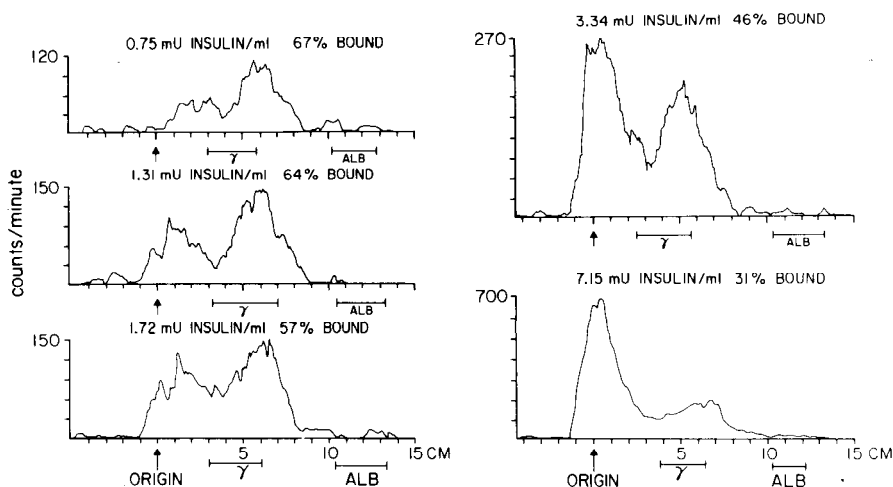 counts/minute
0.75 mU INSULIN/ml 67% BOUND
120
γ
ALB
1.31 mU INSULIN/ml 64% BOUND
150
γ
ALB
1.72 mU INSULIN/ml 57% BOUND
150
5
10
15 CM
ORIGIN
γ
ALB
3.34 mU INSULIN/ml 46% BOUND
270
γ
ALB
7.15 mU INSULIN/ml 31% BOUND
700
5
10
15 CM
ORIGIN
γ
ALB